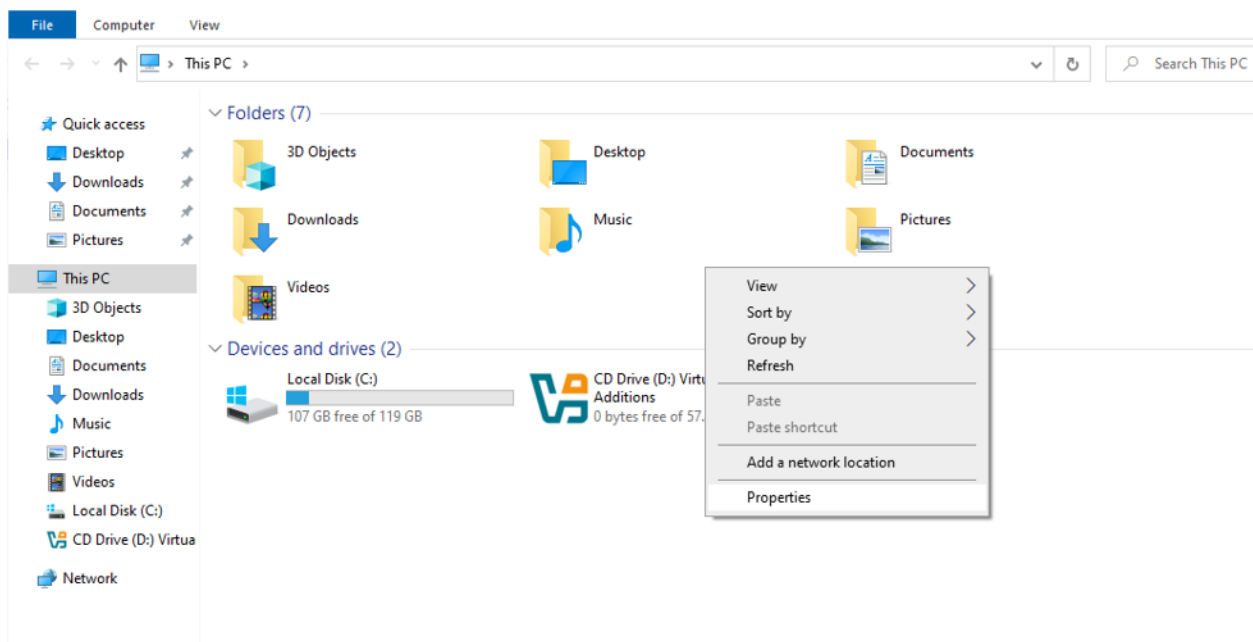 File Computer View
This PC
Search This PC
Quick access
Desktop
Downloads
Documents
Pictures
This PC
3D Objects
Desktop
Documents
Downloads
Music
Pictures
Videos
Local Disk (C:)
CD Drive (D:) Virtua
Network
Folders (7)
3D Objects
Desktop
Documents
Downloads
Music
Pictures
Videos
Devices and drives (2)
Local Disk (C:)
107 GB free of 119 GB
CD Drive (D:) Virtu
Additions
0 bytes free of 57.
View
Sort by
Group by
Refresh
Paste
Paste shortcut
Add a network location
Properties